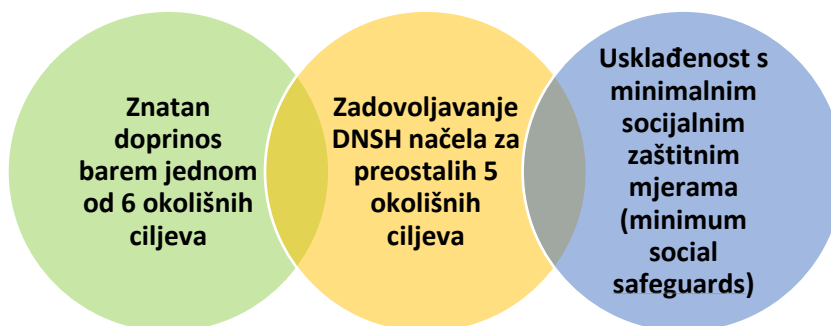 Znatan
doprinos
barem jednom
od 6 okolišnih
ciljeva
Zadovoljavanje
DNSH načela za
preostalih 5
okolišnih
ciljeva
Usklađenost s
minimalnim
socijalnim
zaštitnim
mjerama
(minimum
social
safeguards)